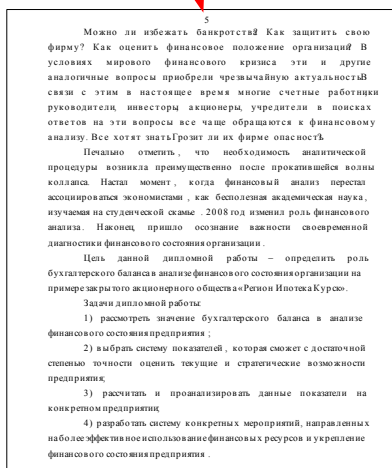 5
Можно ли избежать банкротства? Как защитить свою
фирму? Как оценить финансовое положение организации? В
условиях мирового финансового кризиса эти и другие
аналогичные вопросы приобрели чрезвычайную актуальность. В
связи с этим в настоящее время многие счетные работники,
руководители, инвесторы, акционеры, учредители в поисках
ответов на эти вопросы все чаще обращаются к финансовому
анализу. Все хотят знать: Грозит ли их фирме опасность?
Печально отметить, что необходимость аналитической
процедуры возникла преимущественно после прокатившейся волны
коллапса. Настал момент, когда финансовый анализ перестал
ассоциироваться экономистами, как бесполезная академическая наука,
изучаемая на студенческой скамье. 2008 год изменил роль финансового
анализа. Наконец, пришло осознание важности своевременной
диагностики финансового состояния организации.
Цель данной дипломной работы – определить роль
бухгалтерского баланса в анализе финансового состояния организации на
примере закрытого акционерного общества «Регион Ипотека Курск».
Задачи дипломной работы:
1) рассмотреть значение бухгалтерского баланса в анализе
финансового состояния предприятия;
2) выбрать систему показателей, которая сможет с достаточной
степенью точности оценить текущие и стратегические возможности
предприятия;
3) рассчитать и проанализировать данные показатели на
конкретном предприятии;
4) разработать систему конкретных мероприятий, направленных
на более эффективное использование финансовых ресурсов и укрепление
финансового состояния предприятия.